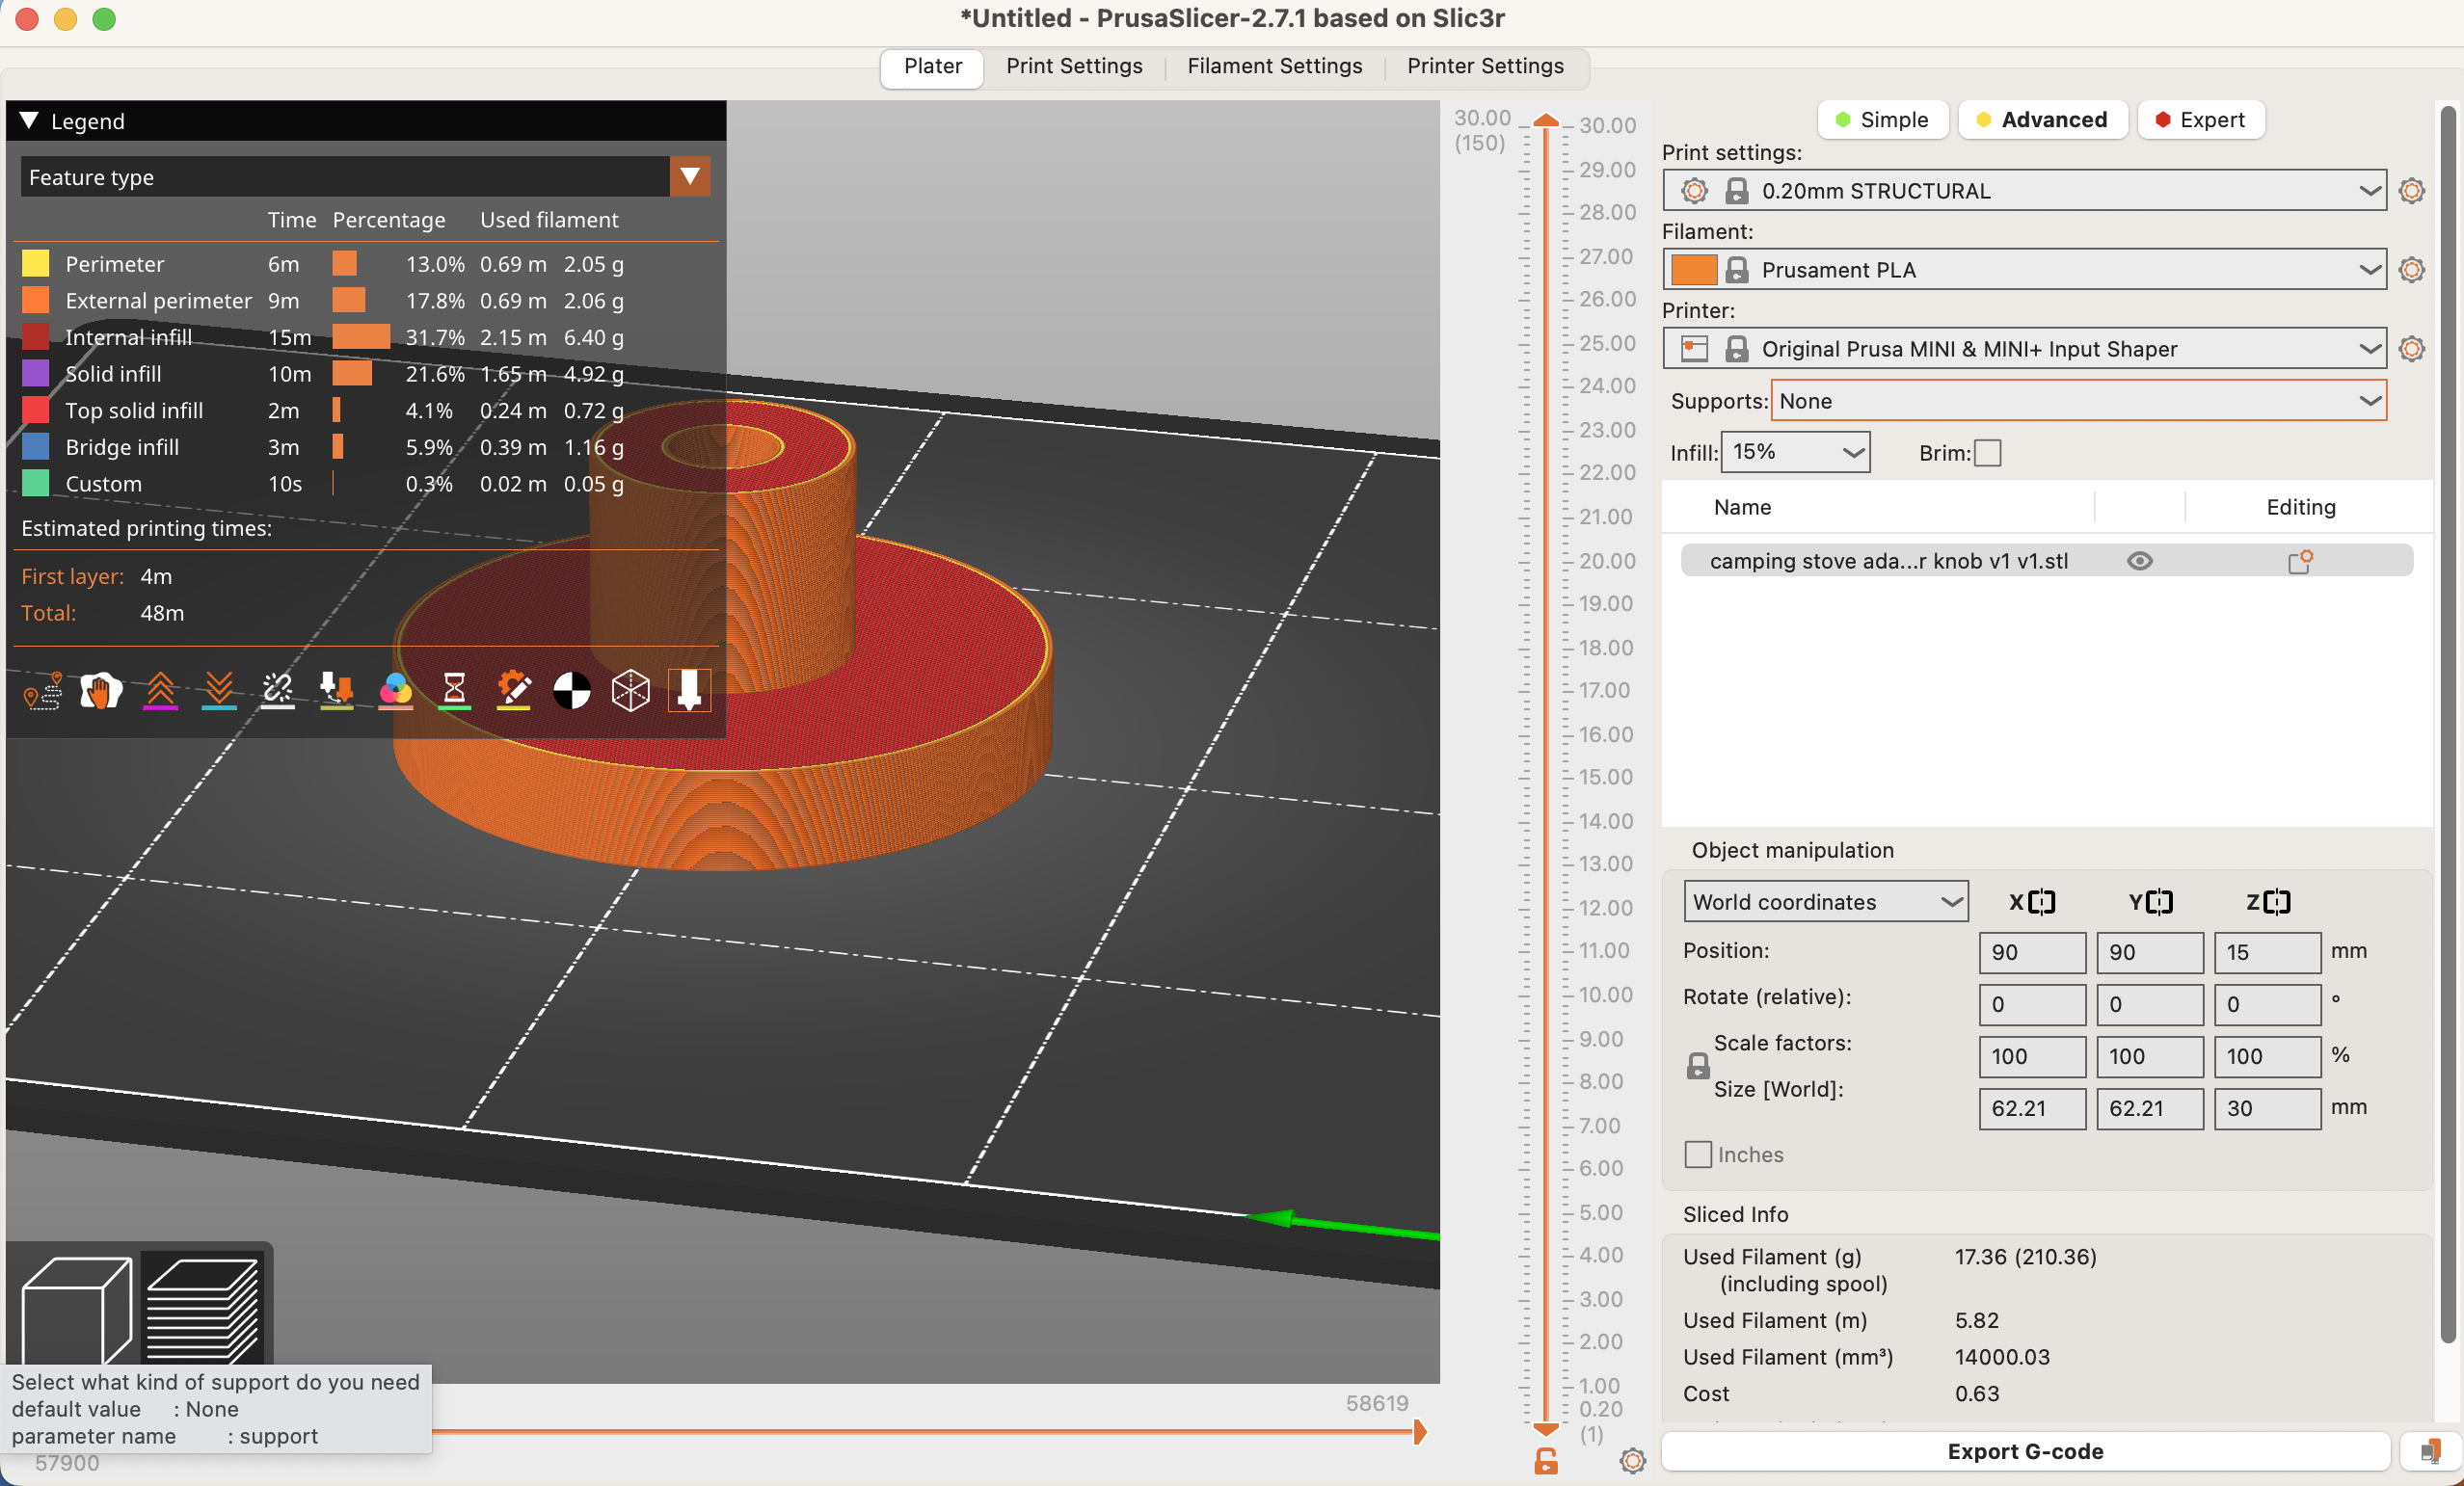 *Untitled - PrusaSlicer-2.7.1 based on Slic3r
Plater Print Settings Filament Settings Printer Settings
Legend
Feature type
Time Percentage Used filament
Perimeter 6m 13.0% 0.69 m 2.05 g
External perimeter 9m 17.8% 0.69 m 2.06 g
Internal infill 15m 31.7% 2.15 m 6.40 g
Solid infill 10m 21.6% 1.65 m 4.92 g
Top solid infill 2m 4.1% 0.24 m 0.72 g
Bridge infill 3m 5.9% 0.39 m 1.16 g
Custom 10s 0.3% 0.02 m 0.05 g
Estimated printing times:
First layer: 4m
Total: 48m
Select what kind of support do you need
default value : None
parameter name : support
57900
58619
30.00
(150)
30.00
29.00
28.00
27.00
26.00
25.00
24.00
23.00
22.00
21.00
20.00
19.00
18.00
17.00
16.00
15.00
14.00
13.00
12.00
11.00
10.00
9.00
8.00
7.00
6.00
5.00
4.00
3.00
2.00
1.00
0.20
(1)
Simple Advanced Expert
Print settings:
0.20mm STRUCTURAL
Filament:
Prusament PLA
Printer:
Original Prusa MINI & MINI+ Input Shaper
Supports: None
Infill: 15% Brim:
Name Editing
camping stove ada...r knob v1 v1.stl
Object manipulation
World coordinates X Y Z
Position: 90 90 15 mm
Rotate (relative): 0 0 0 °
Scale factors: 100 100 100 %
Size [World]: 62.21 62.21 30 mm
Inches
Sliced Info
Used Filament (g) 17.36 (210.36)
(including spool)
Used Filament (m) 5.82
Used Filament (mm³) 14000.03
Cost 0.63
Export G-code